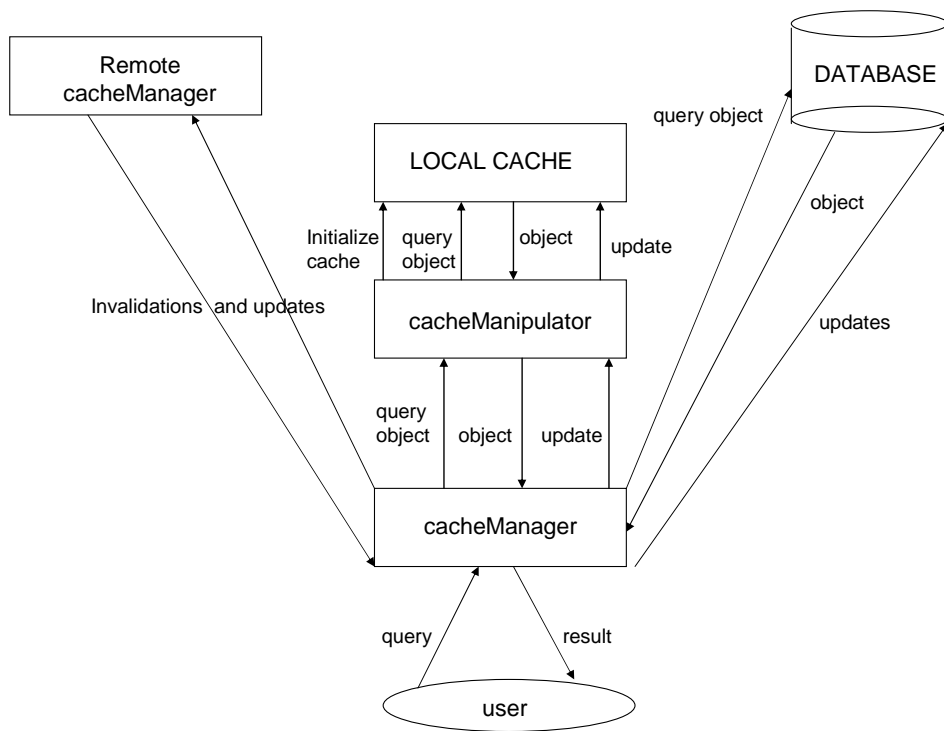 Remote
cacheManager
DATABASE
query object
LOCAL CACHE
object
Initialize
cache
query
object
object
update
Invalidations and updates
cacheManipulator
updates
query
object
object
update
cacheManager
query
result
user